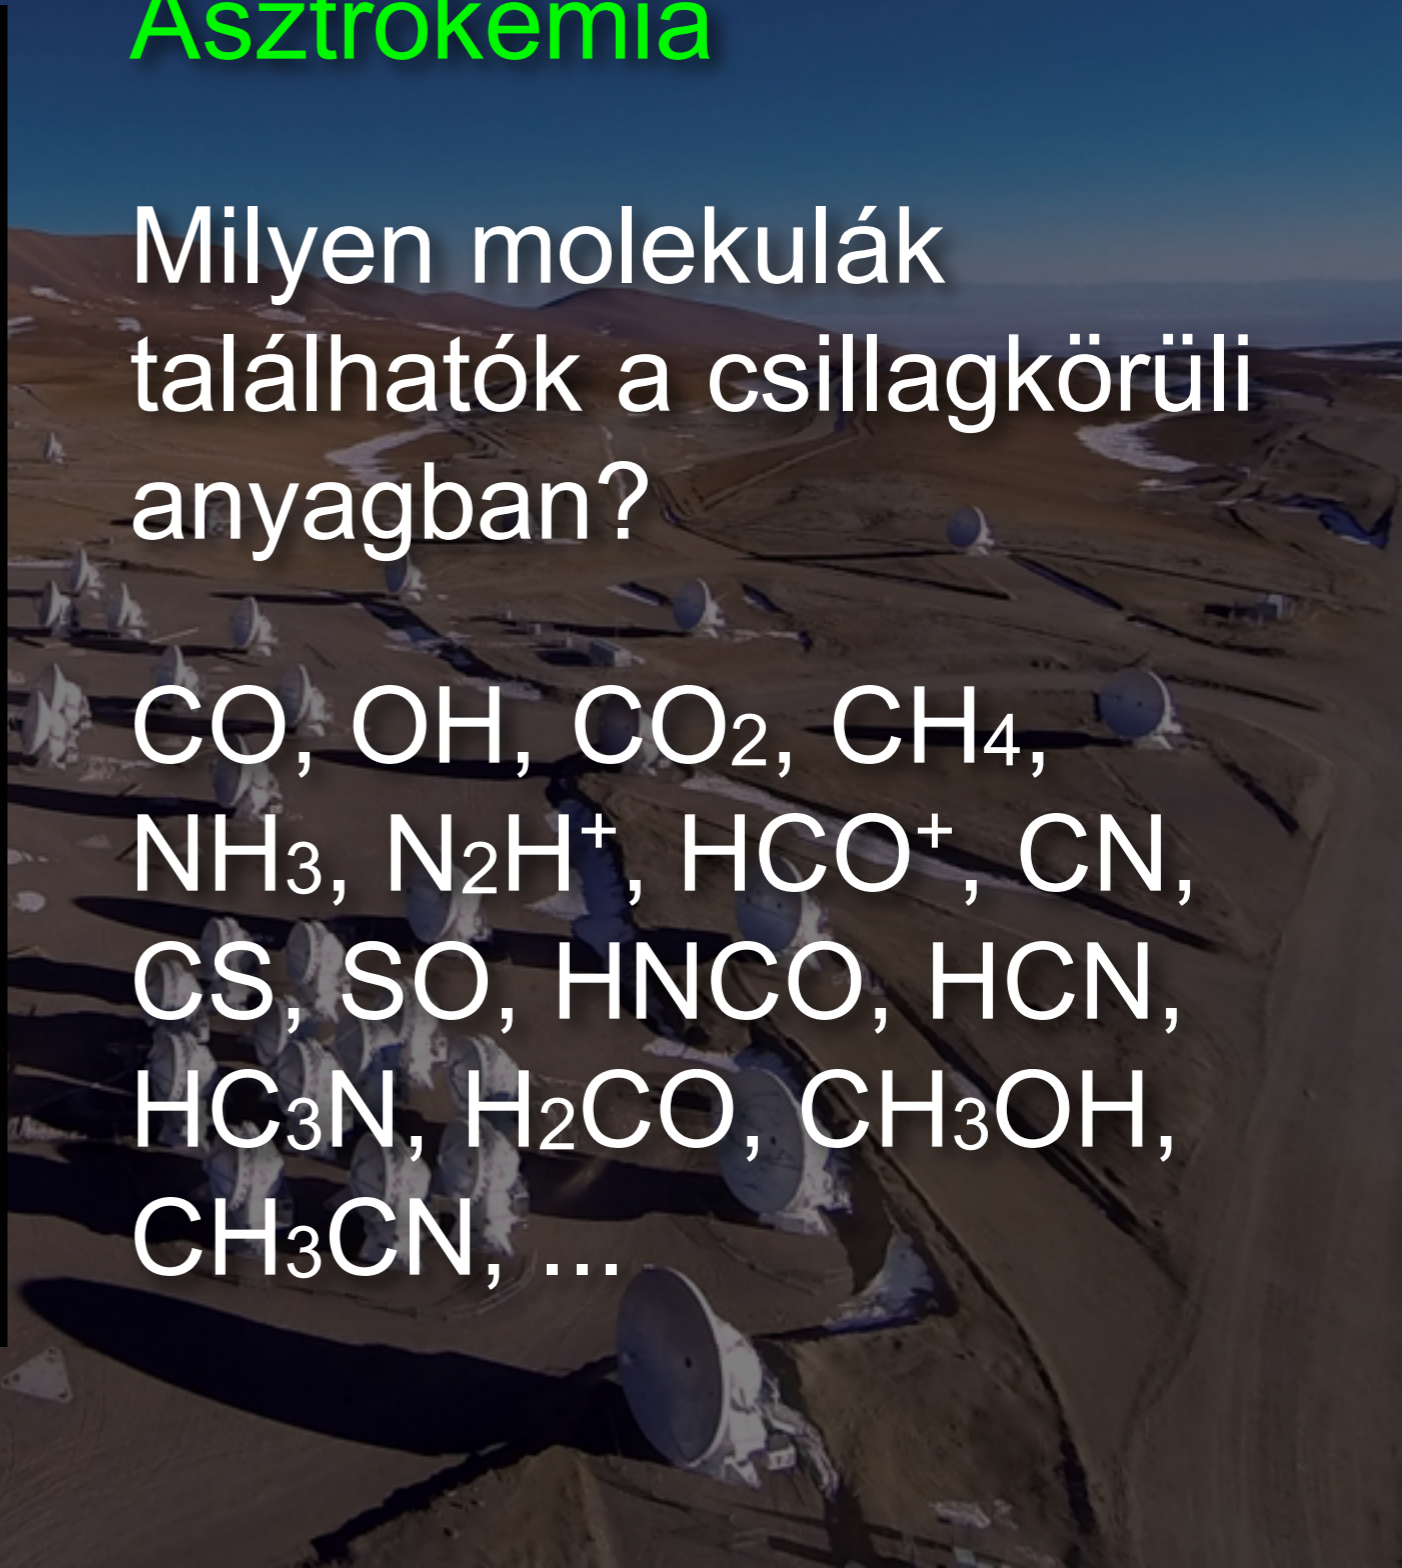 Asztrokémia
Milyen molekulák
találhatók a csillagkörüli
anyagban?
CO, OH, CO2, CH4,
NH3, N2H+, HCO+, CN,
CS, SO, HNCO, HCN,
HC3N, H2CO, CH3OH,
CH3CN, ...